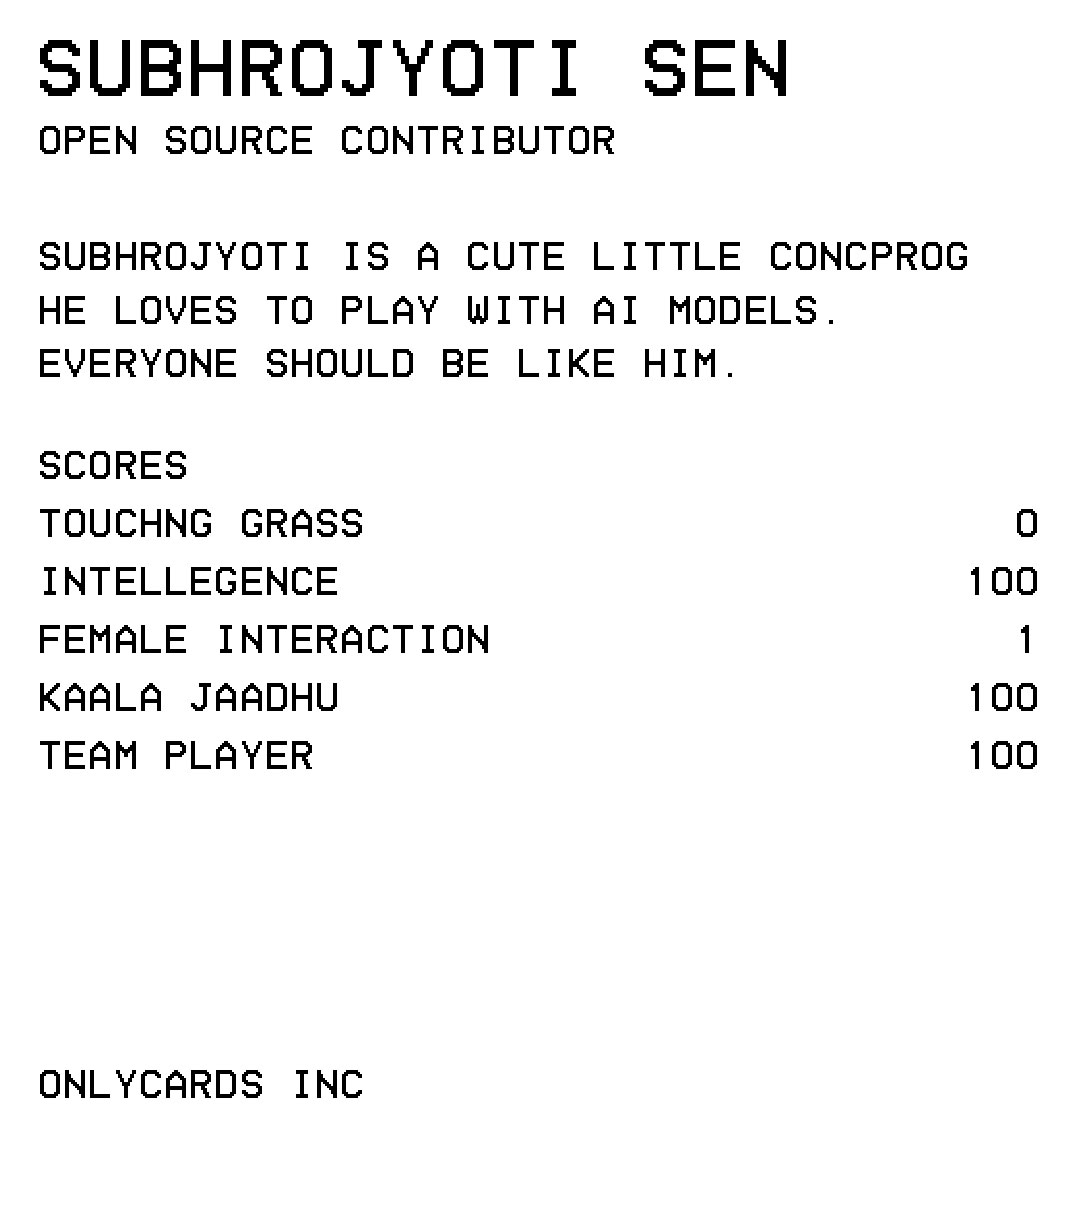 SUBHROJYOTI SEN
OPEN SOURCE CONTRIBUTOR
SUBHROJYOTI IS A CUTE LITTLE CONCPROG
HE LOVES TO PLAY WITH AI MODELS.
EVERYONE SHOULD BE LIKE HIM.
SCORES
TOUCHNG GRASS 0
INTELLEGENCE 100
FEMALE INTERACTION 1
KAALA JAADHU 100
TEAM PLAYER 100
ONLYCARDS INC